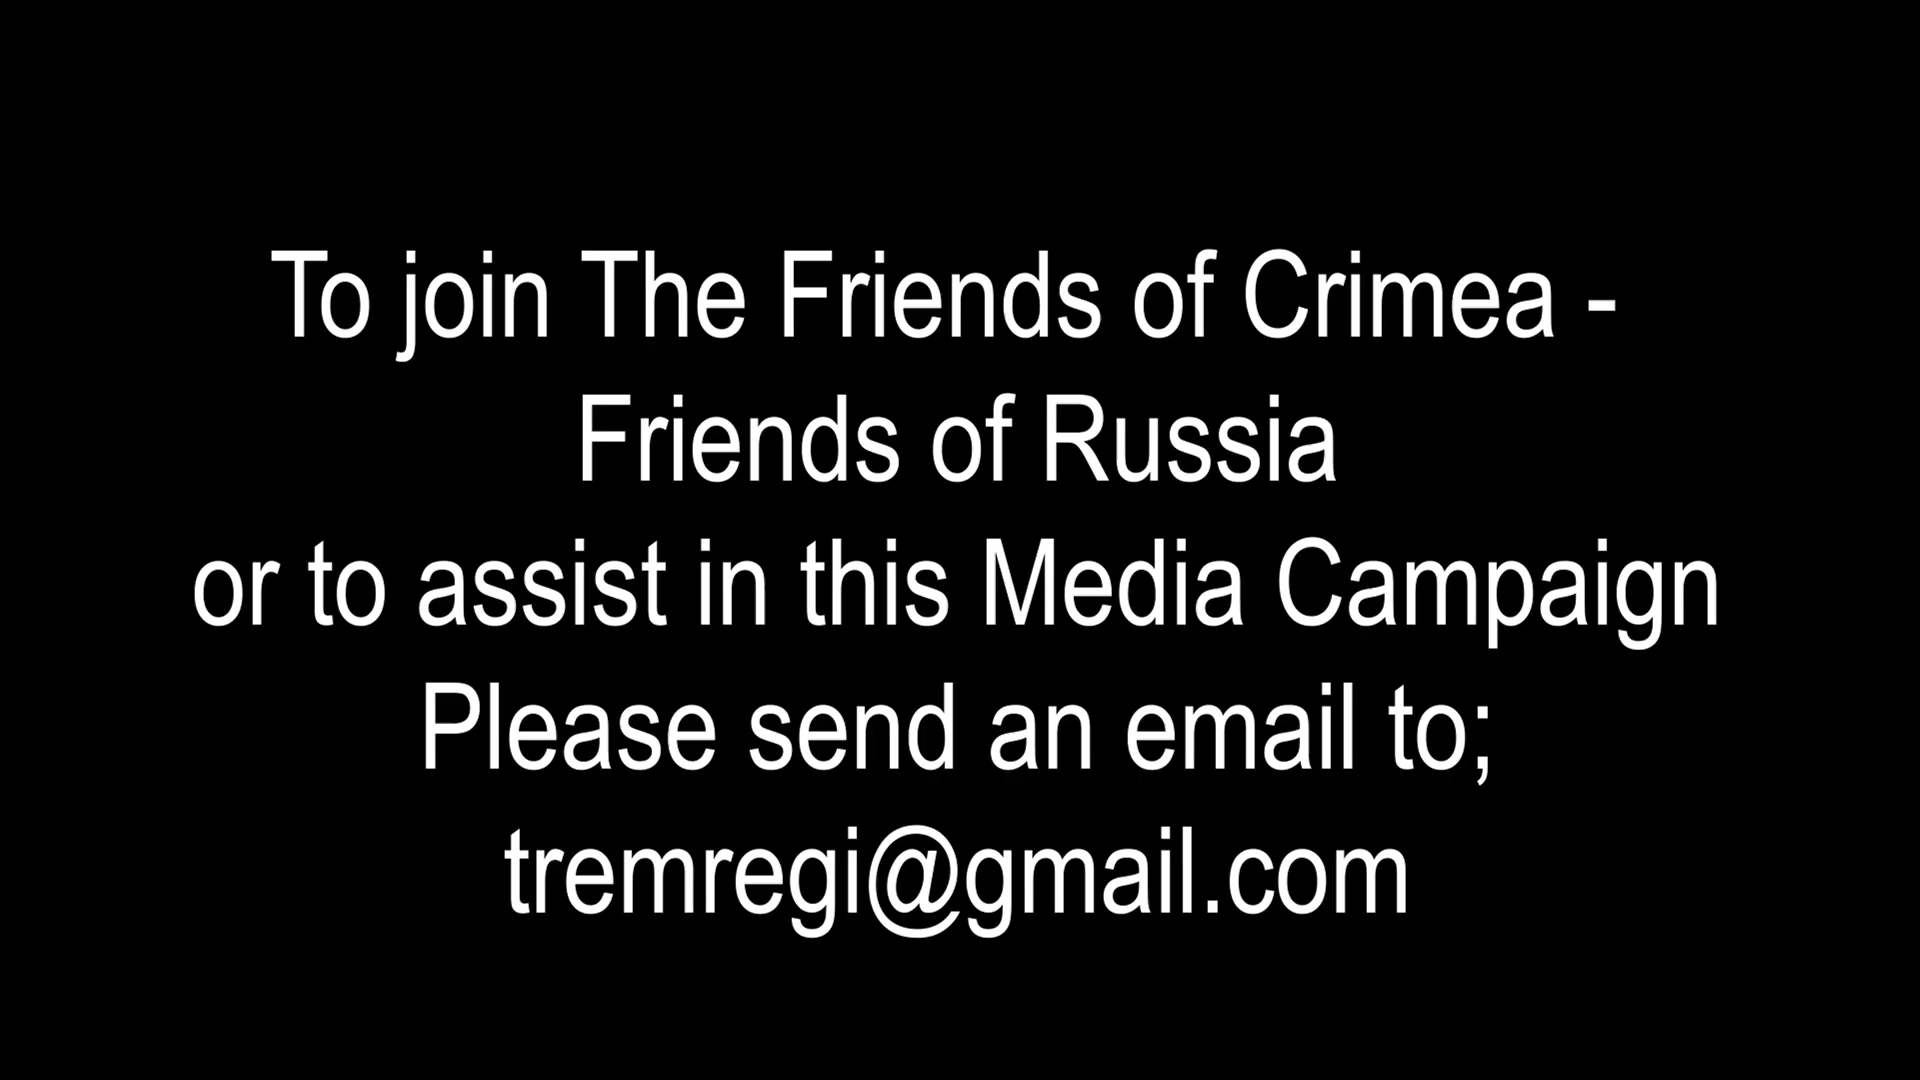 To join The Friends of Crimea -
Friends of Russia
or to assist in this Media Campaign
Please send an email to;
tremregi@gmail.com